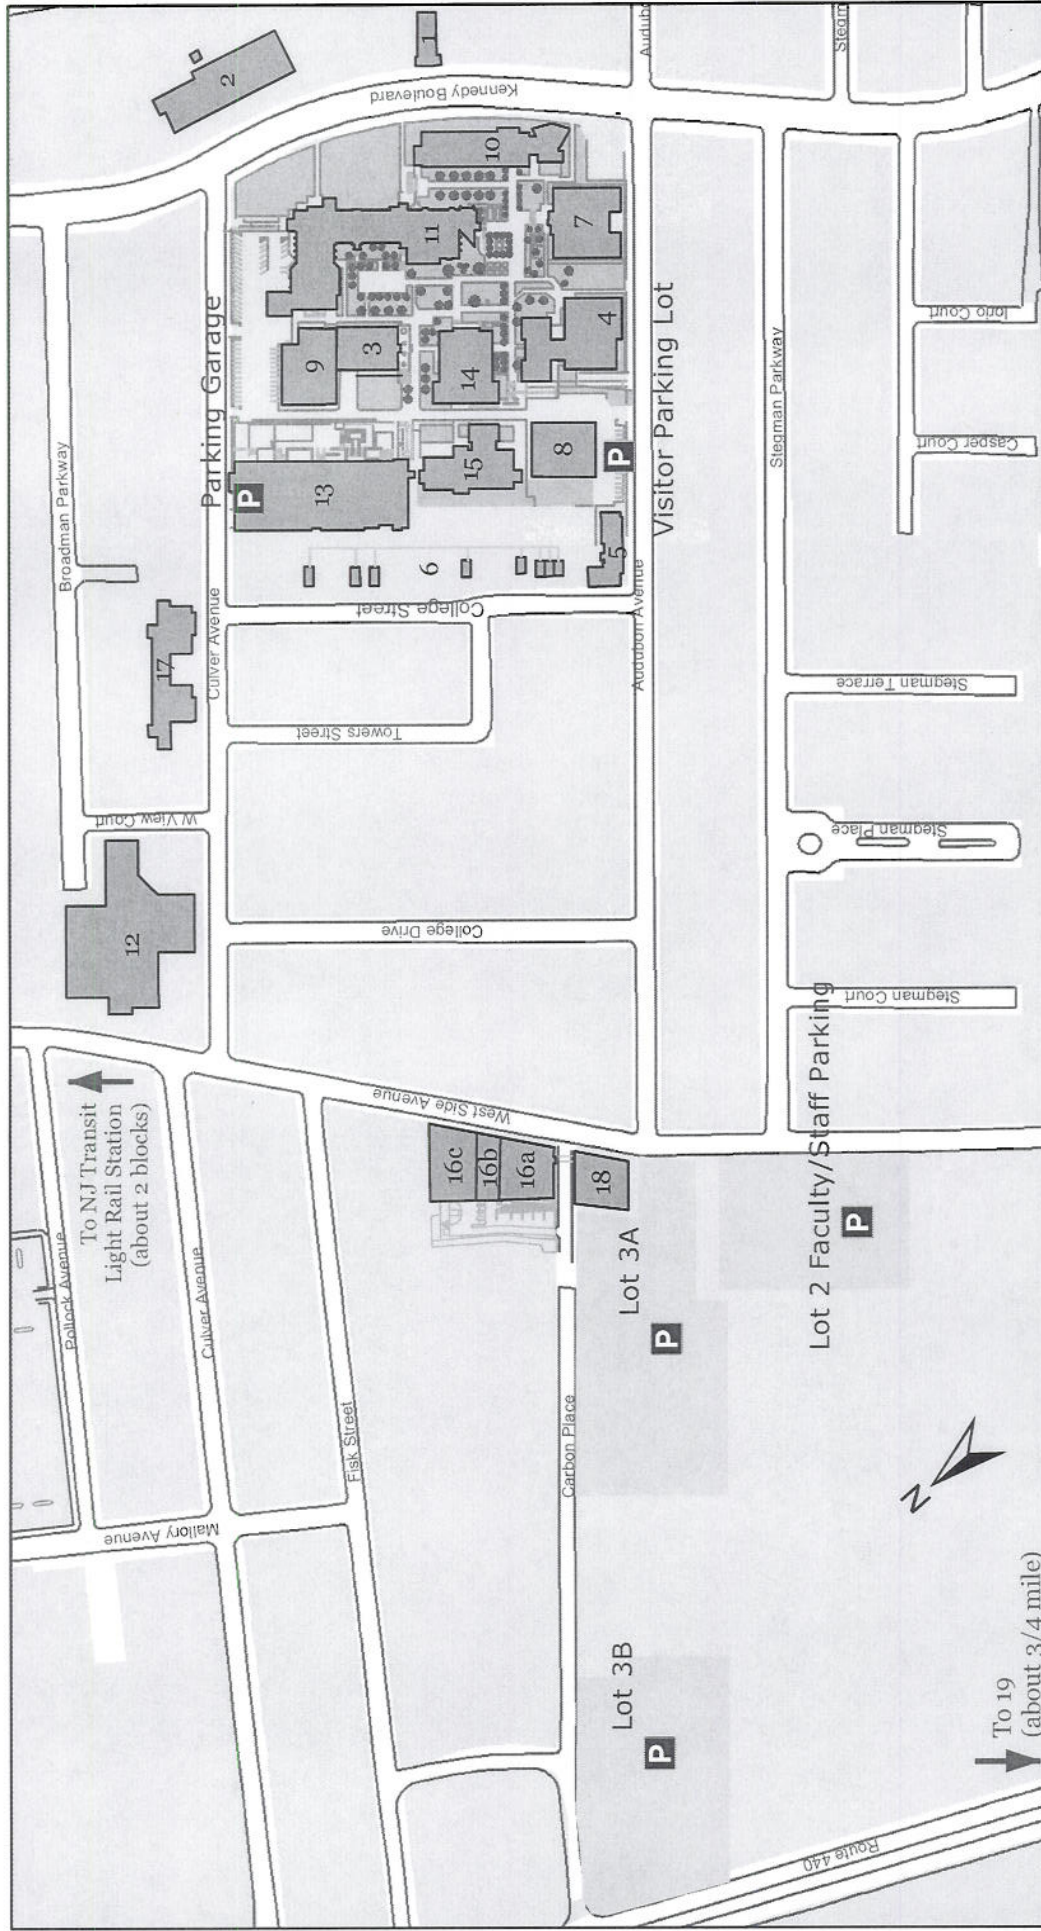 To NJ Transit
Light Rail Station
(about 2 blocks)
Pollock Avenue
Culver Avenue
Mallory Avenue
Fisk Street
Carbon Place
West Side Avenue
Route 440
Lot 3B
P
Lot 3A
P
Lot 2 Faculty/Staff Parking
P
To 19
(about 3/4 mile)
N
16c
16b
16a
18
12
W View Court
Broadman Parkway
17
Culver Avenue
College Drive
Towers Street
College Street
Audubon Avenue
Parking Garage
P
13
6
5
15
8
P
Visitor Parking Lot
9
3
14
4
11
10
7
2
1
Kennedy Boulevard
Stegman Parkway
Stegman Court
Stegman Place
Stegman Terrace
Casper Court
Iorio Court
Audub
Stegm